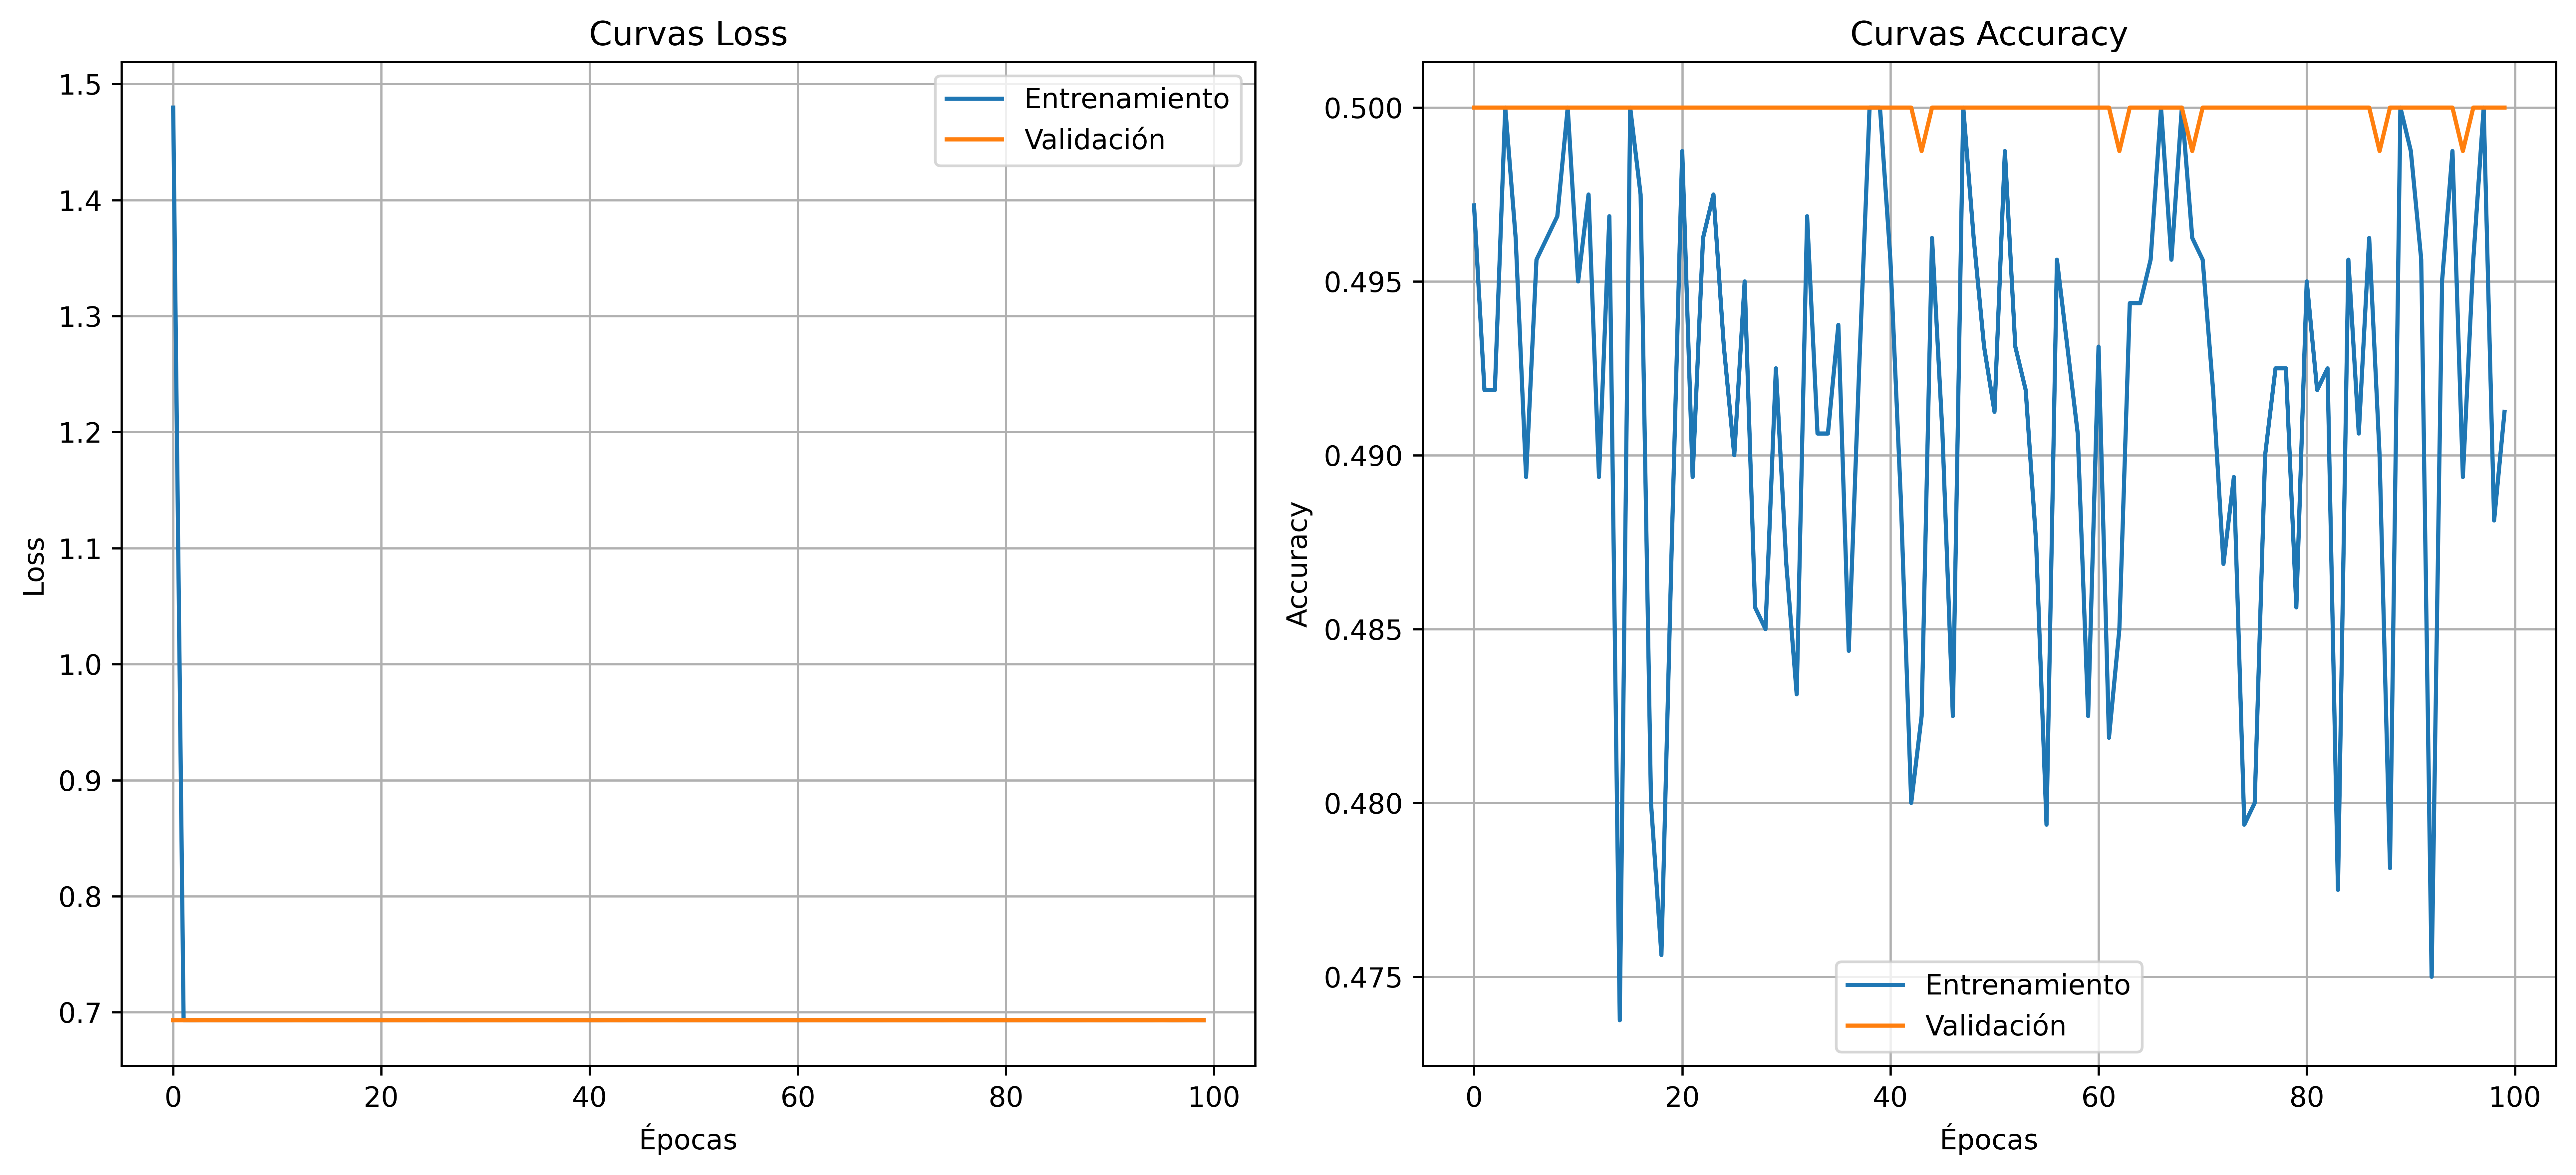 Curvas Loss
Loss
1.5
1.4
1.3
1.2
1.1
1.0
0.9
0.8
0.7
Entrenamiento
Validación
0 20 40 60 80 100
Épocas
Curvas Accuracy
Accuracy
0.500
0.495
0.490
0.485
0.480
0.475
Entrenamiento
Validación
0 20 40 60 80 100
Épocas